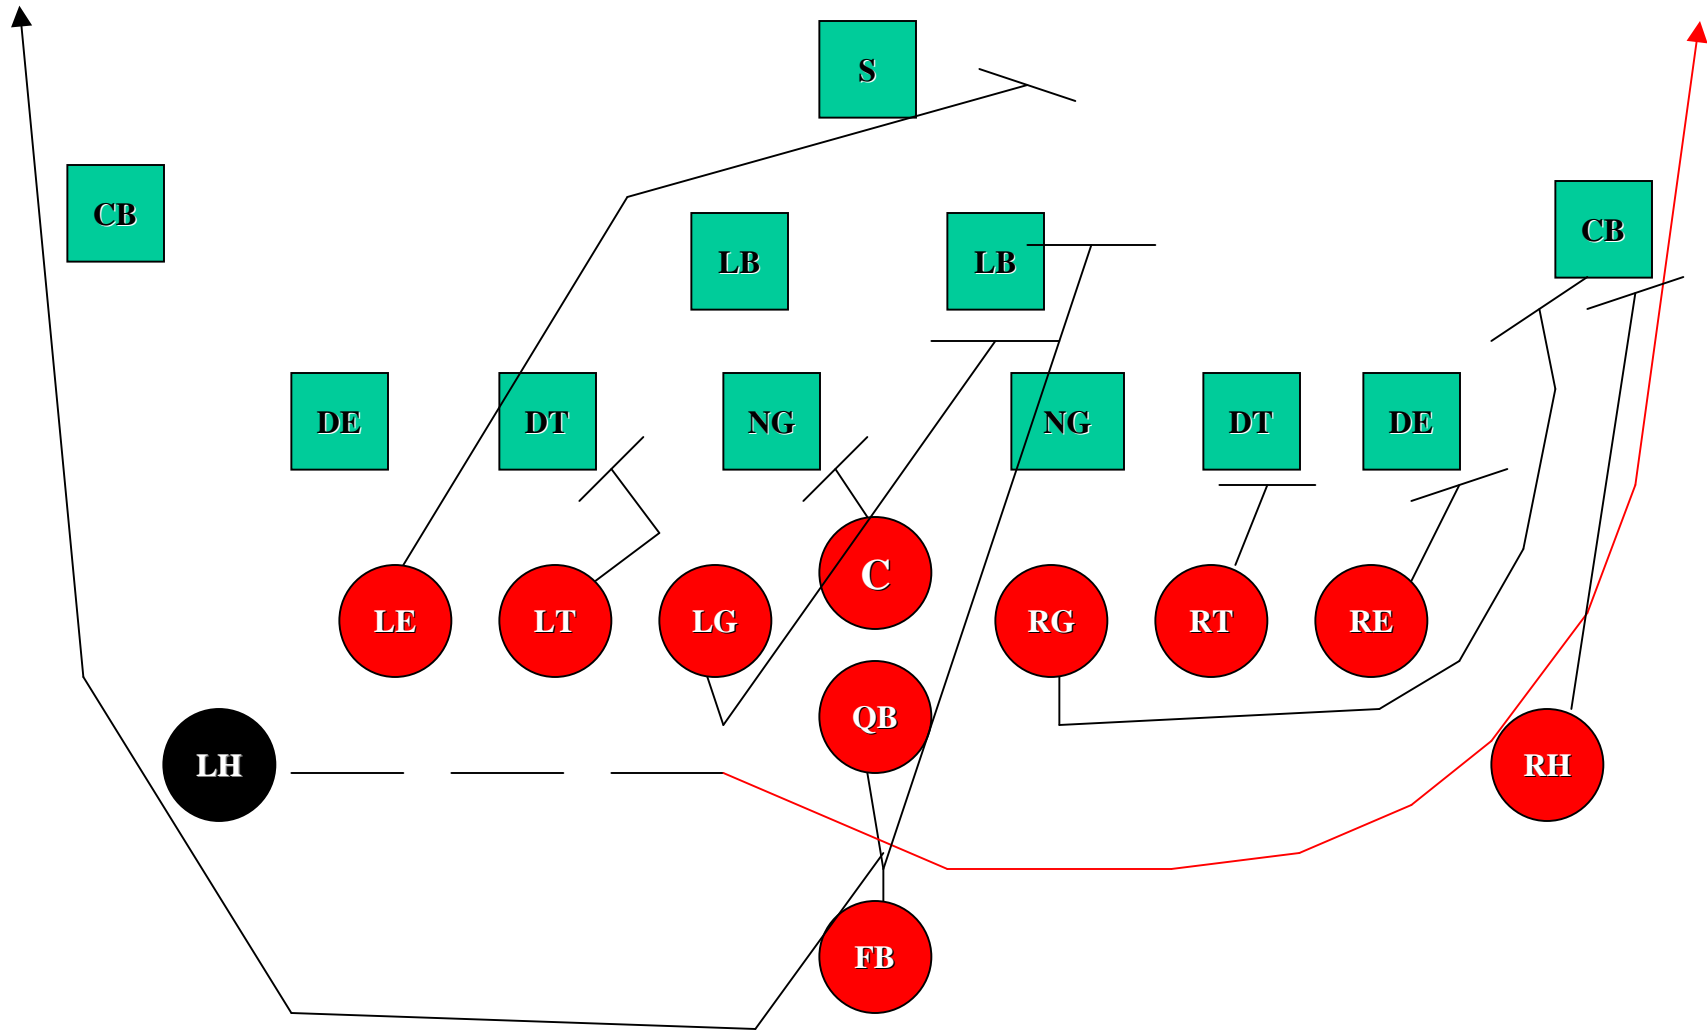 S
CB
CB
LB
LB
DE
DT
NG
NG
DT
DE
C
LE
LT
LG
RG
RT
RE
QB
LH
RH
FB